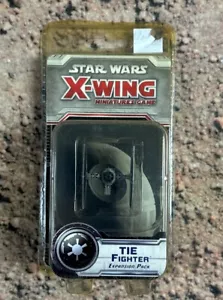 STAR WARS
X-WING
MINIATURES GAME
TIE
FIGHTER
EXPANSION PACK